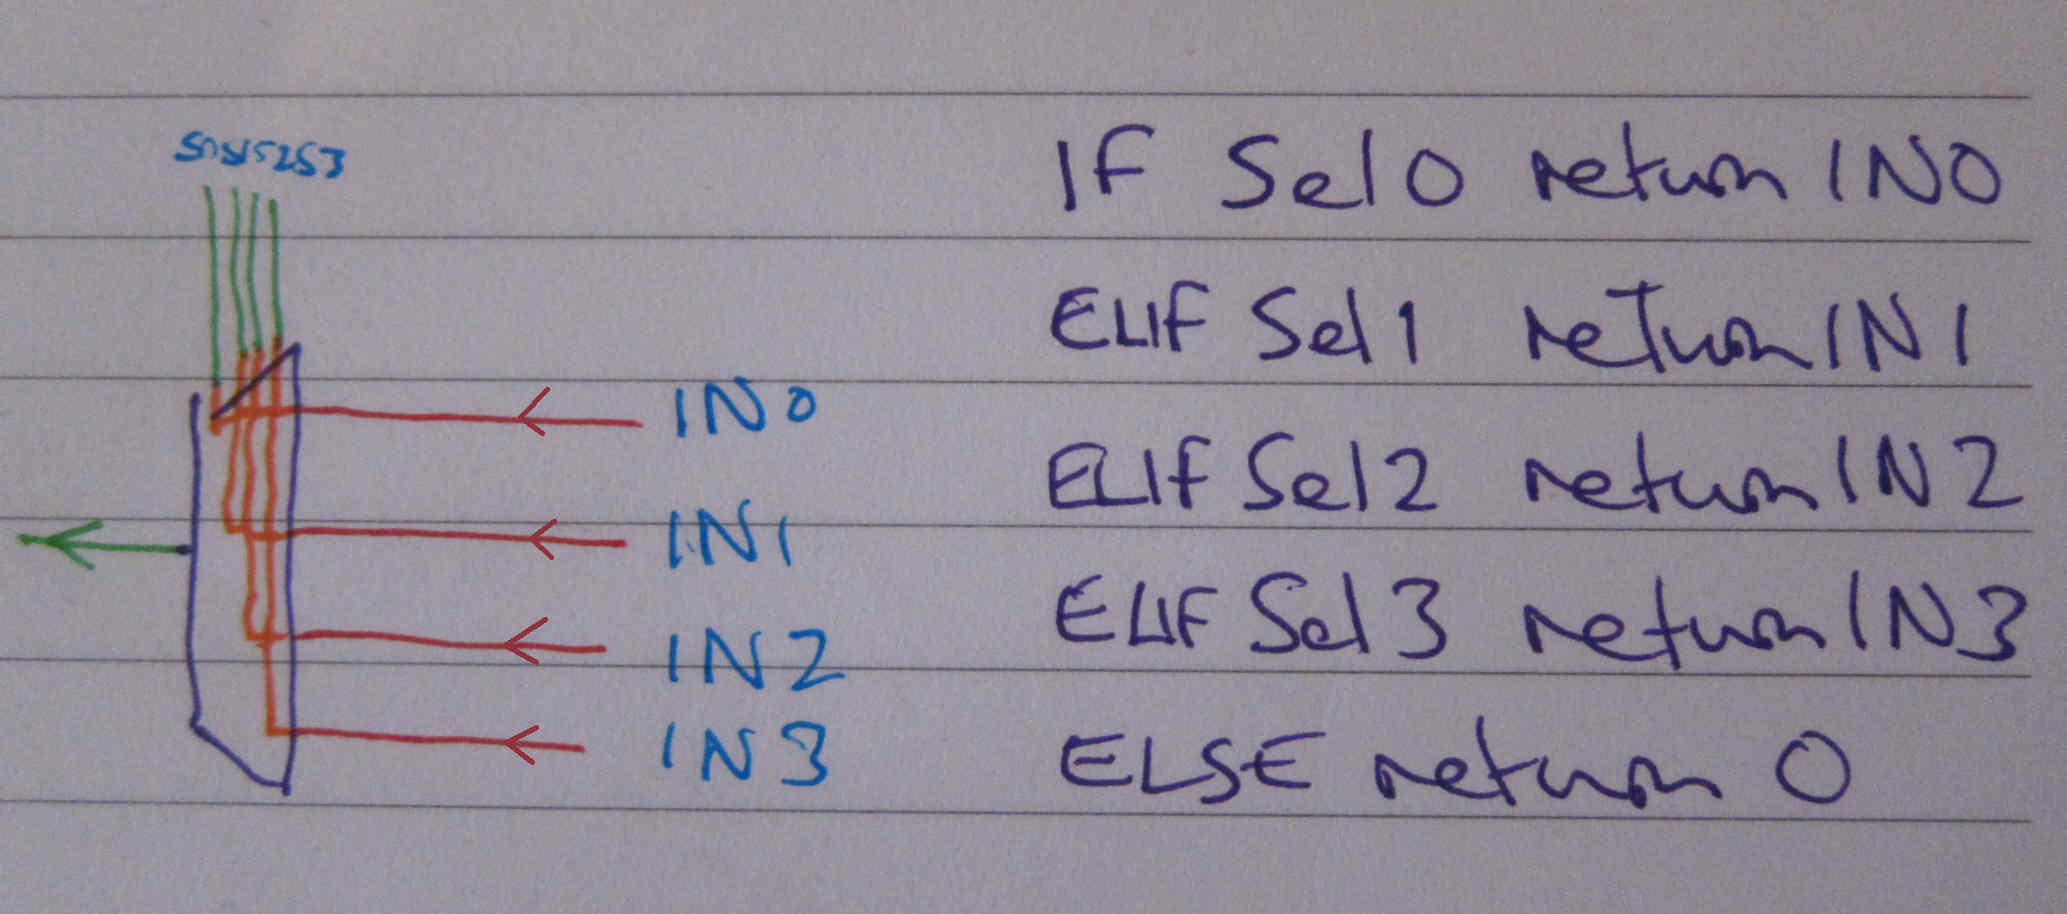 S0S1S2S3
IF Sel0 return IN0
ELIF Sel1 return IN1
IN0
ELIF Sel2 return IN2
IN1
ELIF Sel3 return IN3
IN2
ELSE return 0
IN3